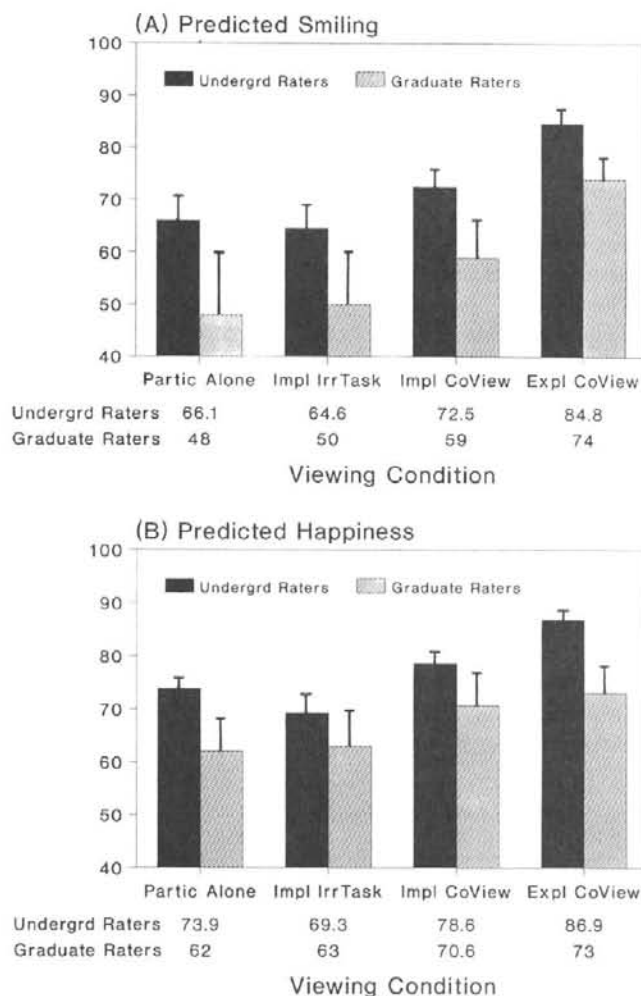 (A) Predicted Smiling
100
90
80
70
60
50
40
Undergrd Raters Graduate Raters
Partic Alone Impl IrrTask Impl CoView Expl CoView
Undergrd Raters 66.1 64.6 72.5 84.8
Graduate Raters 48 50 59 74
Viewing Condition
(B) Predicted Happiness
100
90
80
70
60
50
40
Undergrd Raters Graduate Raters
Partic Alone Impl IrrTask Impl CoView Expl CoView
Undergrd Raters 73.9 69.3 78.6 86.9
Graduate Raters 62 63 70.6 73
Viewing Condition